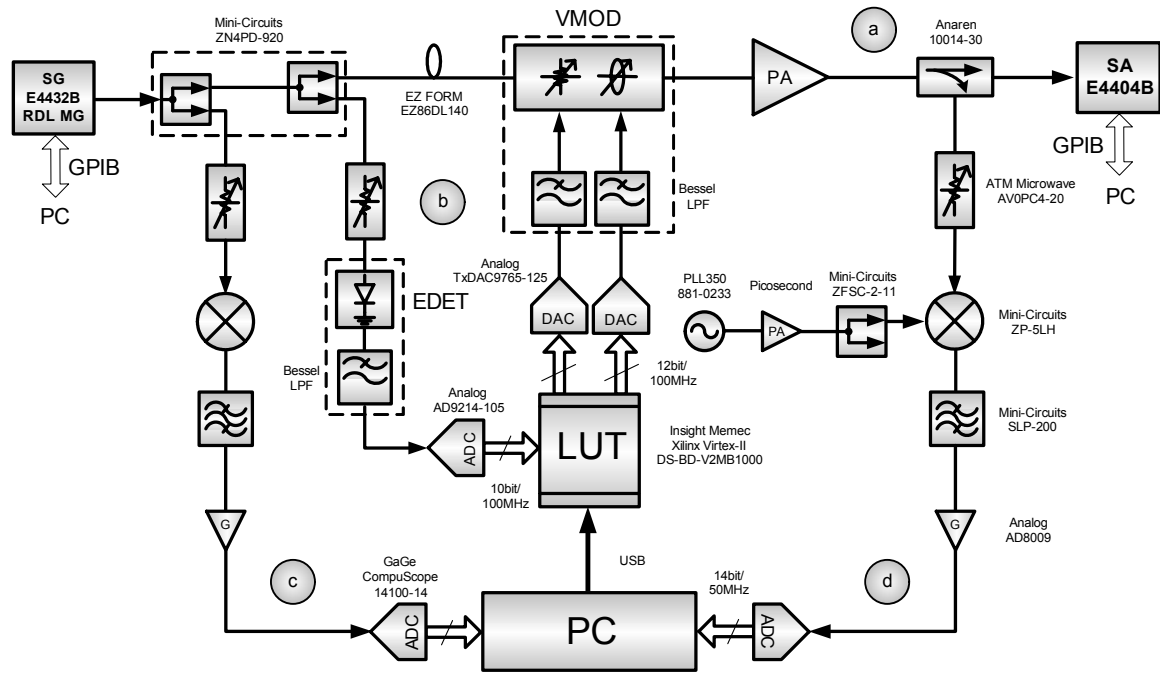 Mini-Circuits
ZN4PD-920
VMOD
a
Anaren
10014-30
SG
E4432B
RDL MG
PA
SA
E4404B
EZ FORM
EZ86DL140
GPIB
PC
GPIB
PC
b
Bessel
LPF
ATM Microwave
AV0PC4-20
Analog
TxDAC9765-125
PLL350
881-0233
Picosecond
Mini-Circuits
ZFSC-2-11
EDET
DAC
DAC
PA
Mini-Circuits
ZP-5LH
Bessel
LPF
12bit/
100MHz
Analog
AD9214-105
Mini-Circuits
SLP-200
ADC
LUT
Insight Memec
Xilinx Virtex-II
DS-BD-V2MB1000
10bit/
100MHz
G
G
Analog
AD8009
USB
c
GaGe
CompuScope
14100-14
14bit/
50MHz
d
ADC
PC
ADC